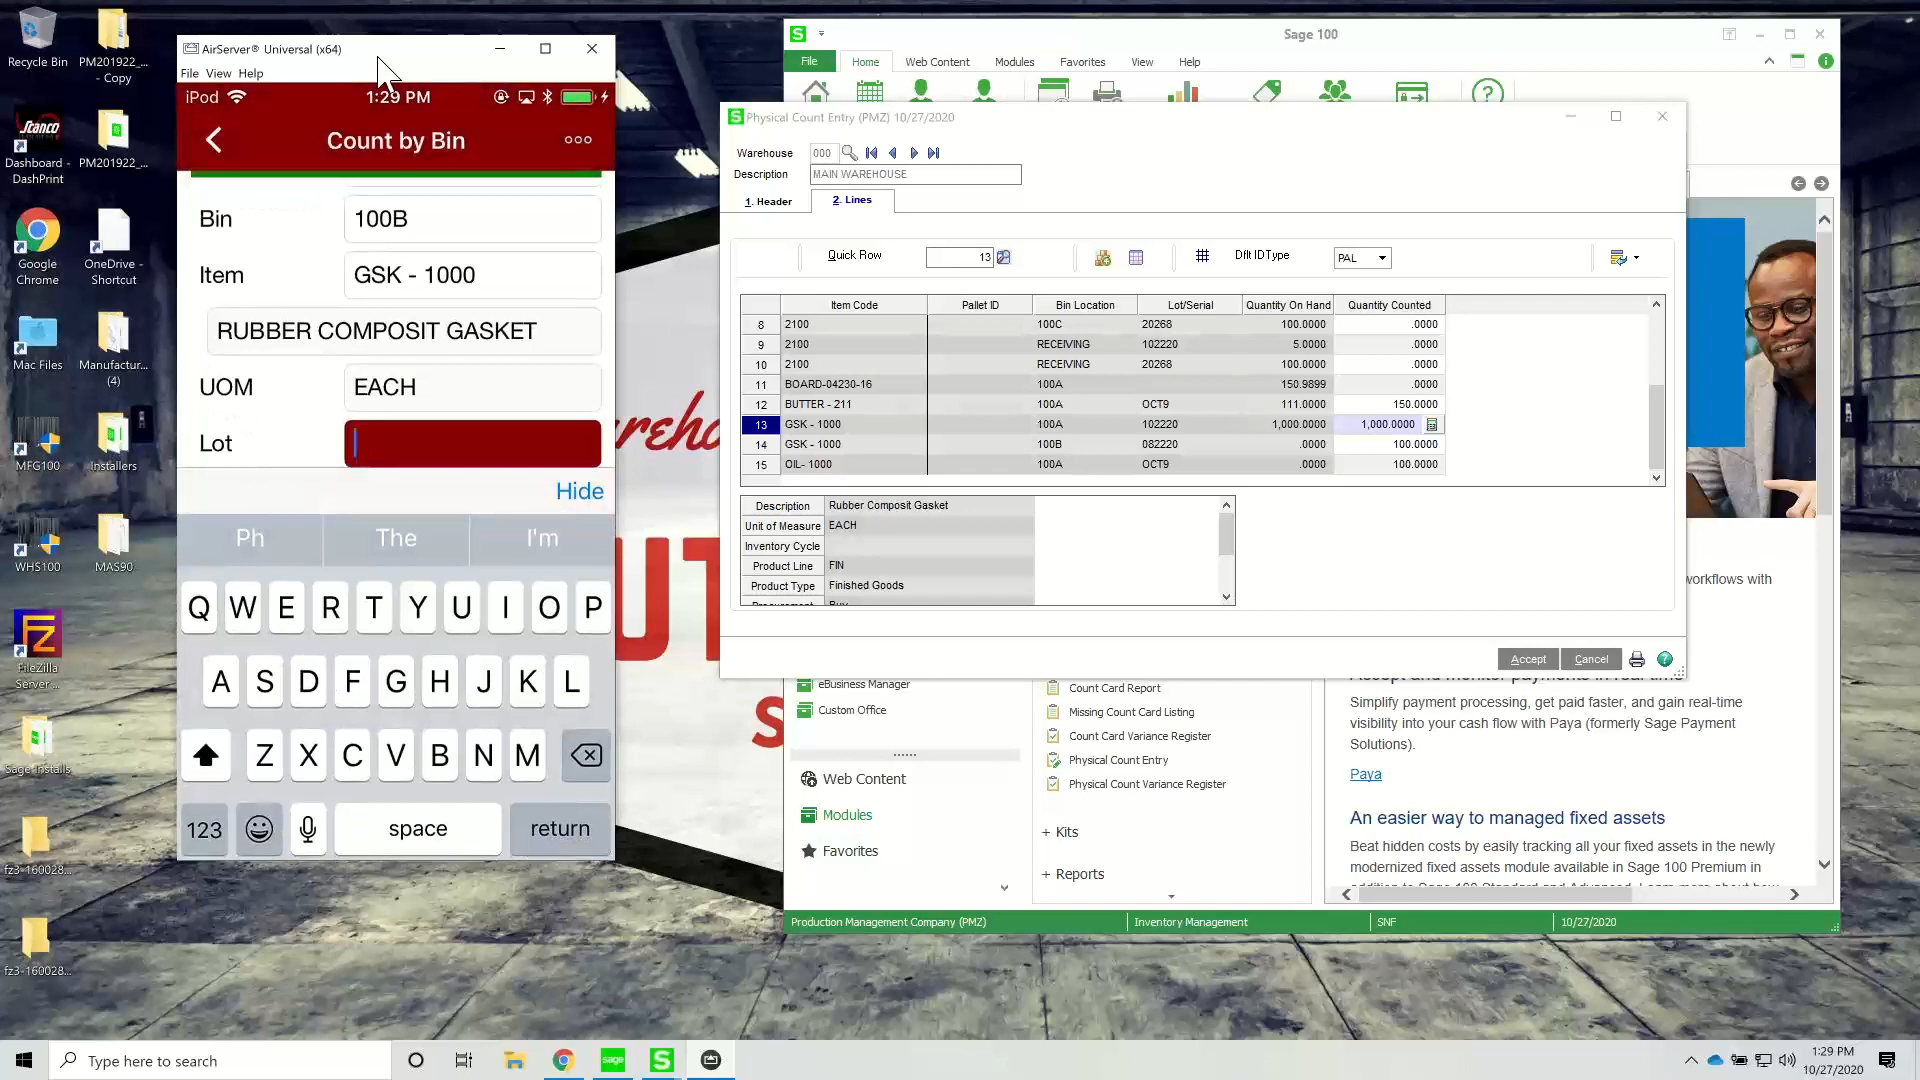 Recycle Bin
PM201922_...
- Copy
Stanco
Dashboard -
DashPrint
PM201922_...
Google
Chrome
OneDrive -
Shortcut
Mac Files
Manufactur...
(4)
MFG100
Installers
WHS100
MAS90
FileZilla
Server ...
Sage Installs
fz3-160028...
fz3-160028...
AirServer® Universal (x64)
File View Help
iPod
1:29 PM
Count by Bin
Bin
100B
Item
GSK - 1000
RUBBER COMPOSIT GASKET
UOM
EACH
Lot
Hide
Ph The I'm
Q W E R T Y U I O P
A S D F G H J K L
Z X C V B N M
123 space return
Sage 100
File Home Web Content Modules Favorites View Help
Physical Count Entry (PMZ) 10/27/2020
Warehouse 000
Description MAIN WAREHOUSE
1. Header 2. Lines
Quick Row 13 Dflt IDType PAL
Item Code Pallet ID Bin Location Lot/Serial Quantity On Hand Quantity Counted
8 2100 100C 20268 100.0000 .0000
9 2100 RECEIVING 102220 5.0000 .0000
10 2100 RECEIVING 20268 100.0000 .0000
11 BOARD-04230-16 100A 150.9899 .0000
12 BUTTER - 211 100A OCT9 111.0000 150.0000
13 GSK - 1000 100A 102220 1,000.0000 1,000.0000
14 GSK - 1000 100B 082220 .0000 100.0000
15 OIL- 1000 100A OCT9 .0000 100.0000
Description Rubber Composit Gasket
Unit of Measure EACH
Inventory Cycle
Product Line FIN
Product Type Finished Goods
Accept Cancel
eBusiness Manager
Custom Office
Web Content
Modules
Favorites
Count Card Report
Missing Count Card Listing
Count Card Variance Register
Physical Count Entry
Physical Count Variance Register
+ Kits
+ Reports
workflows with
Simplify payment processing, get paid faster, and gain real-time
visibility into your cash flow with Paya (formerly Sage Payment
Solutions).
Paya
An easier way to managed fixed assets
Beat hidden costs by easily tracking all your fixed assets in the newly
modernized fixed assets module available in Sage 100 Premium in
Production Management Company (PMZ) Inventory Management SNF 10/27/2020
Type here to search
sage
1:29 PM
10/27/2020